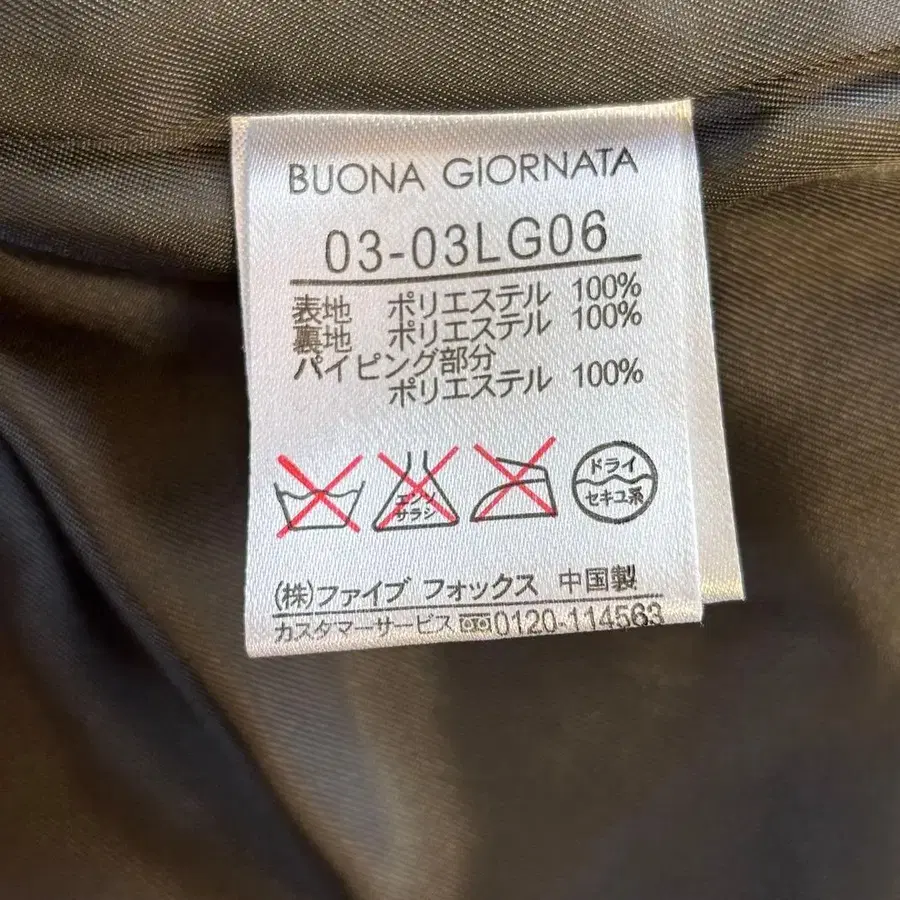 BUONA GIORNATA
03-03LG06
表地 ポリエステル 100%
裏地 ポリエステル 100%
パイピング部分
ポリエステル 100%
エンソ
サラシ
ドライ
セキユ系
(株)ファイブ フォックス 中国製
カスタマーサービス 0120-114563